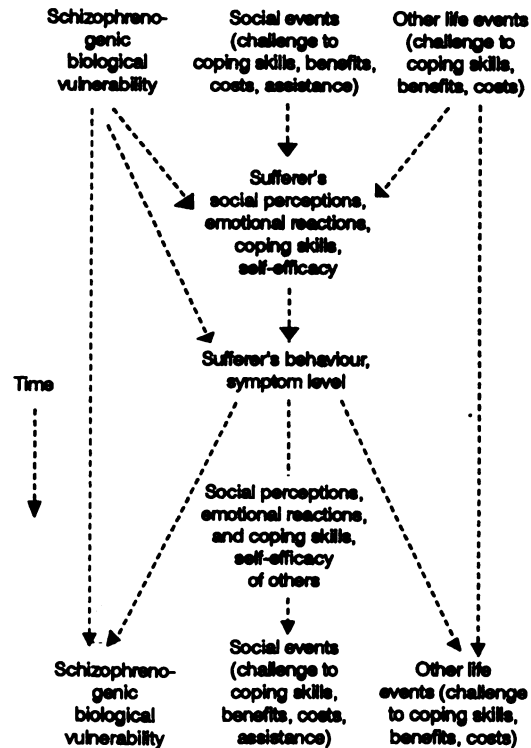 Schizophreno-
genic
biological
vulnerability
Social events
(challenge to
coping skills, benefits,
costs, assistance)
Other life events
(challenge to
coping skills,
benefits, costs)
Sufferer's
social perceptions,
emotional reactions,
coping skills,
self-efficacy
Sufferer's behaviour,
symptom level
Time
Social perceptions,
emotional reactions,
and coping skills,
self-efficacy
of others
Schizophreno-
genic
biological
vulnerability
Social events
(challenge to
coping skills,
benefits, costs,
assistance)
Other life
events (challenge
to coping skills,
benefits, costs)